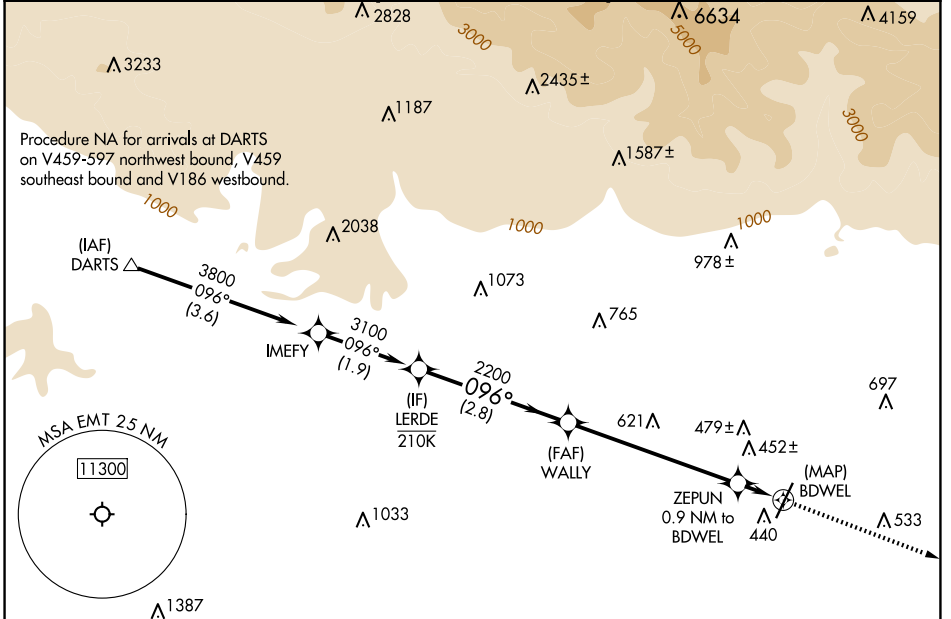 2828
3000
6634
5000
4159
3233
2435±
1187
3000
Procedure NA for arrivals at DARTS
on V459-597 northwest bound, V459
southeast bound and V186 westbound.
1587±
1000
2038
1000
1000
978±
(IAF)
DARTS
3800
096°
(3.6)
1073
765
IMEFY
3100
096°
(1.9)
2200
096°
(2.8)
(IF)
LERDE
210K
697
621
479±
452±
MSA EMT 25 NM
11300
(FAF)
WALLY
(MAP)
BDWEL
ZEPUN
0.9 NM to
BDWEL
440
533
1033
1387